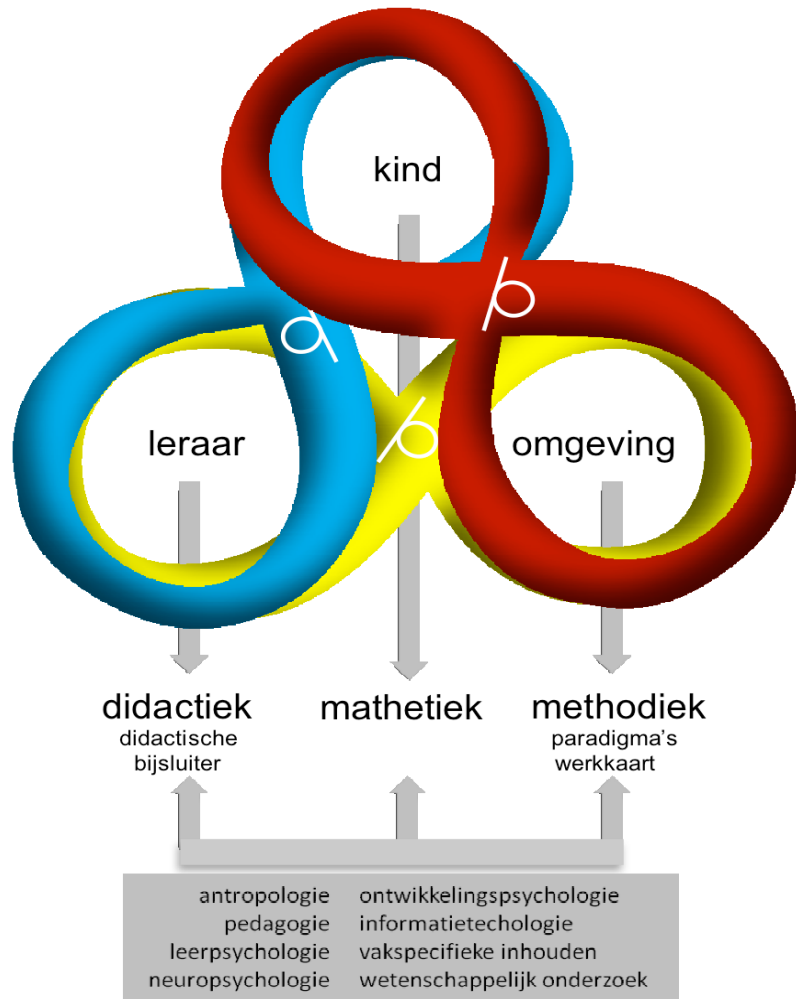 kind
leraar
omgeving
didactiek
didactische
bijsluiter
mathetiek
methodiek
paradigma's
werkkaart
antropologie ontwikkelingspsychologie
pedagogie informatietechologie
leerpsychologie vakspecifieke inhouden
neuropsychologie wetenschappelijk onderzoek